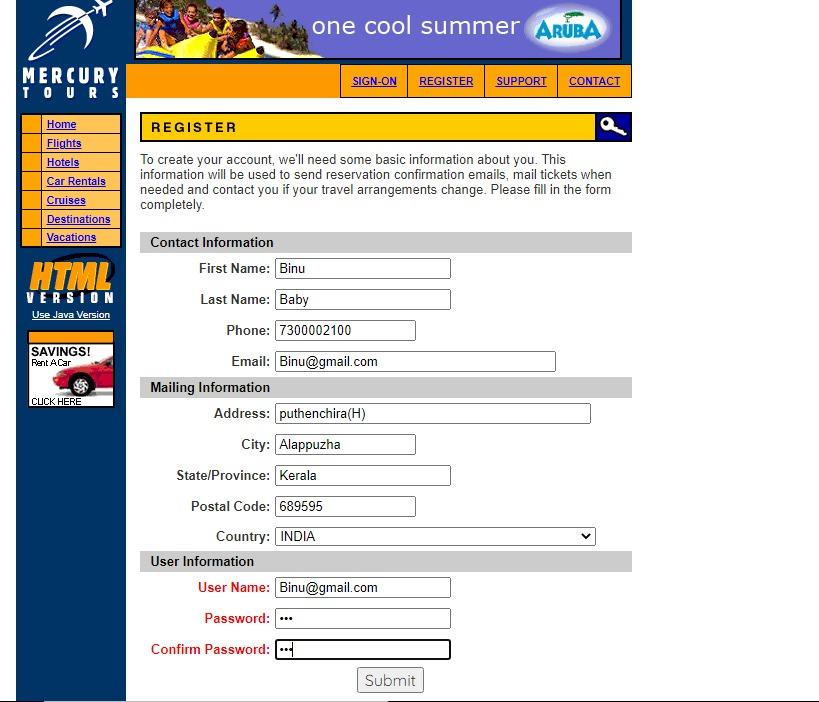 one cool summer ARUBA
MERCURY
TOURS
SIGN-ON REGISTER SUPPORT CONTACT
Home
Flights
Hotels
Car Rentals
Cruises
Destinations
Vacations
HTML
VERSION
Use Java Version
SAVINGS!
Rent A Car
CLICK HERE
REGISTER
To create your account, we'll need some basic information about you. This
information will be used to send reservation confirmation emails, mail tickets when
needed and contact you if your travel arrangements change. Please fill in the form
completely.
Contact Information
First Name: Binu
Last Name: Baby
Phone: 7300002100
Email: Binu@gmail.com
Mailing Information
Address: puthenchira(H)
City: Alappuzha
State/Province: Kerala
Postal Code: 689595
Country: INDIA
User Information
User Name: Binu@gmail.com
Password: •••
Confirm Password: •••
Submit